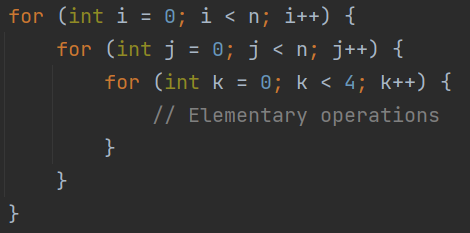 for (int i = 0; i < n; i++) {
    for (int j = 0; j < n; j++) {
        for (int k = 0; k < 4; k++) {
            // Elementary operations
        }
    }
}